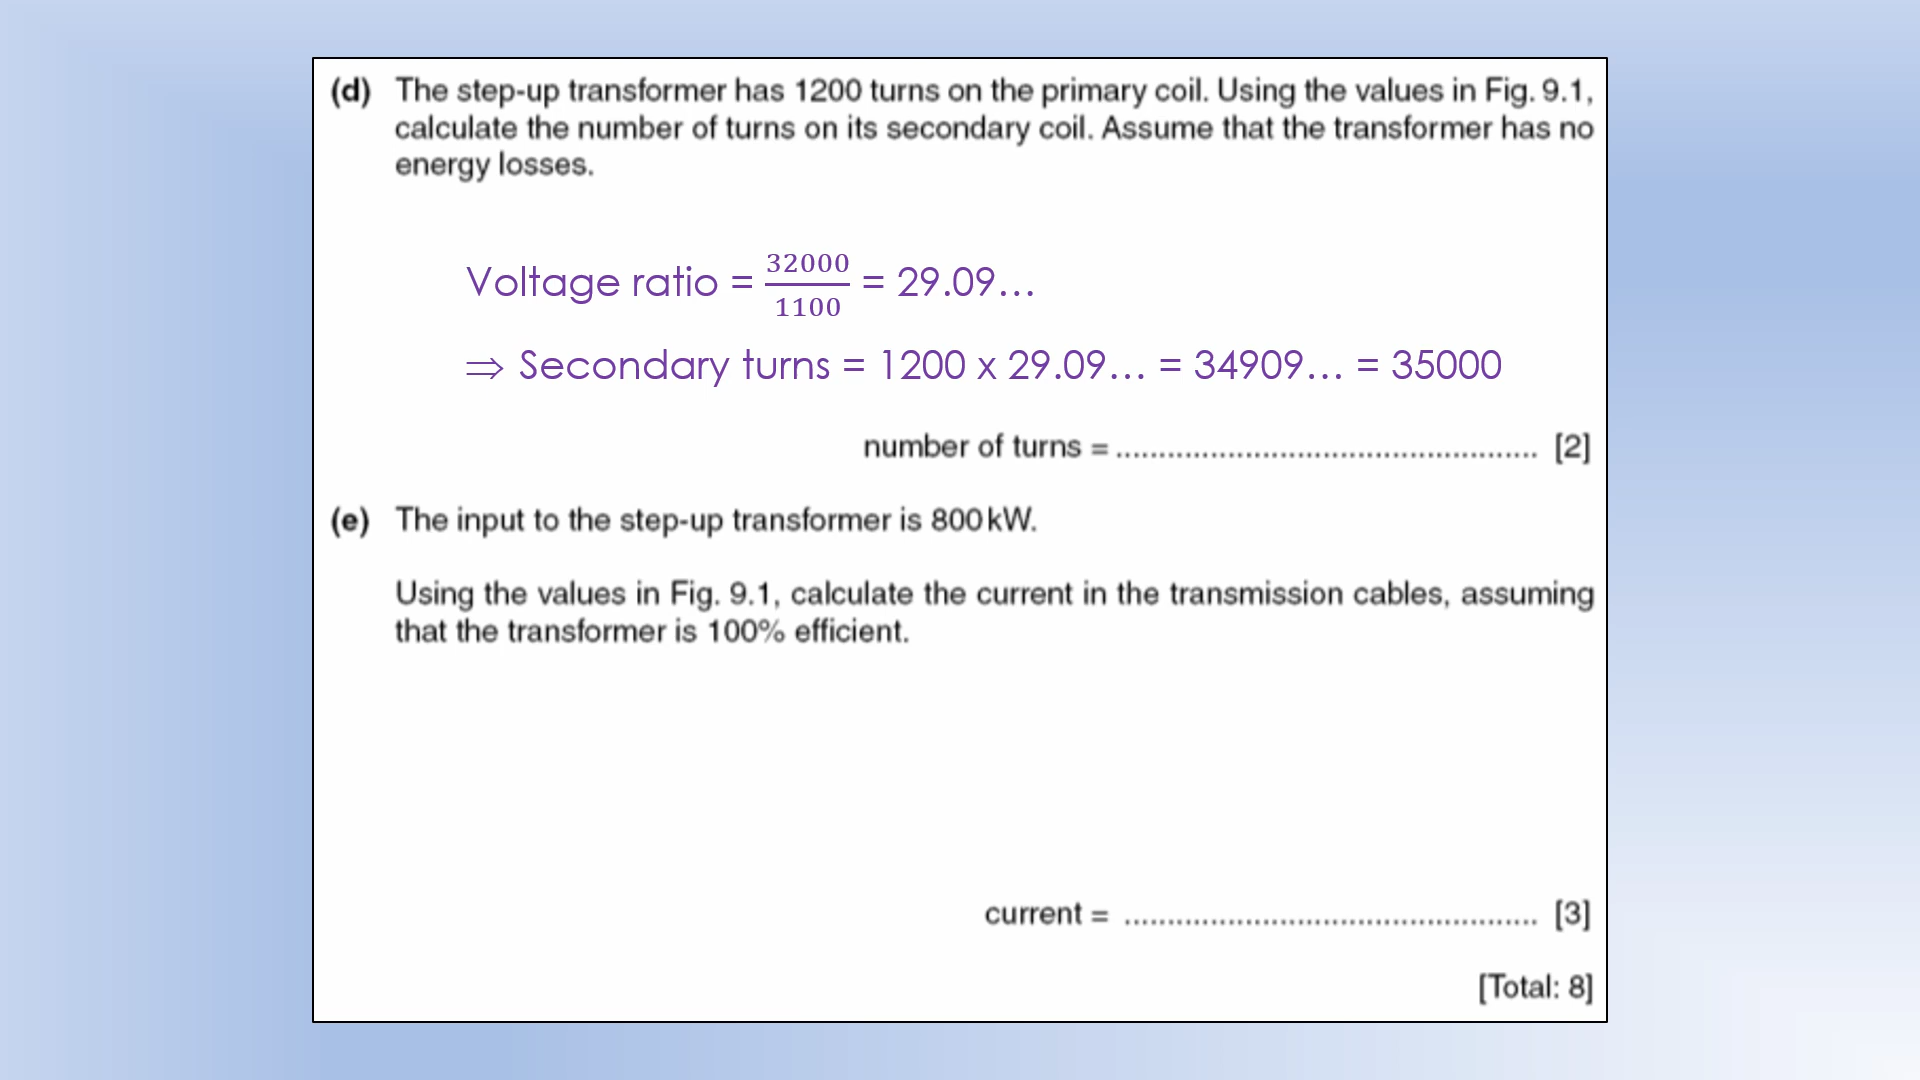 (d) The step-up transformer has 1200 turns on the primary coil. Using the values in Fig. 9.1,
calculate the number of turns on its secondary coil. Assume that the transformer has no
energy losses.
Voltage ratio = 32000/1100 = 29.09…
⇒ Secondary turns = 1200 x 29.09… = 34909… = 35000
number of turns = ................................................ [2]
(e) The input to the step-up transformer is 800 kW.
Using the values in Fig. 9.1, calculate the current in the transmission cables, assuming
that the transformer is 100% efficient.
current = ................................................ [3]
[Total: 8]